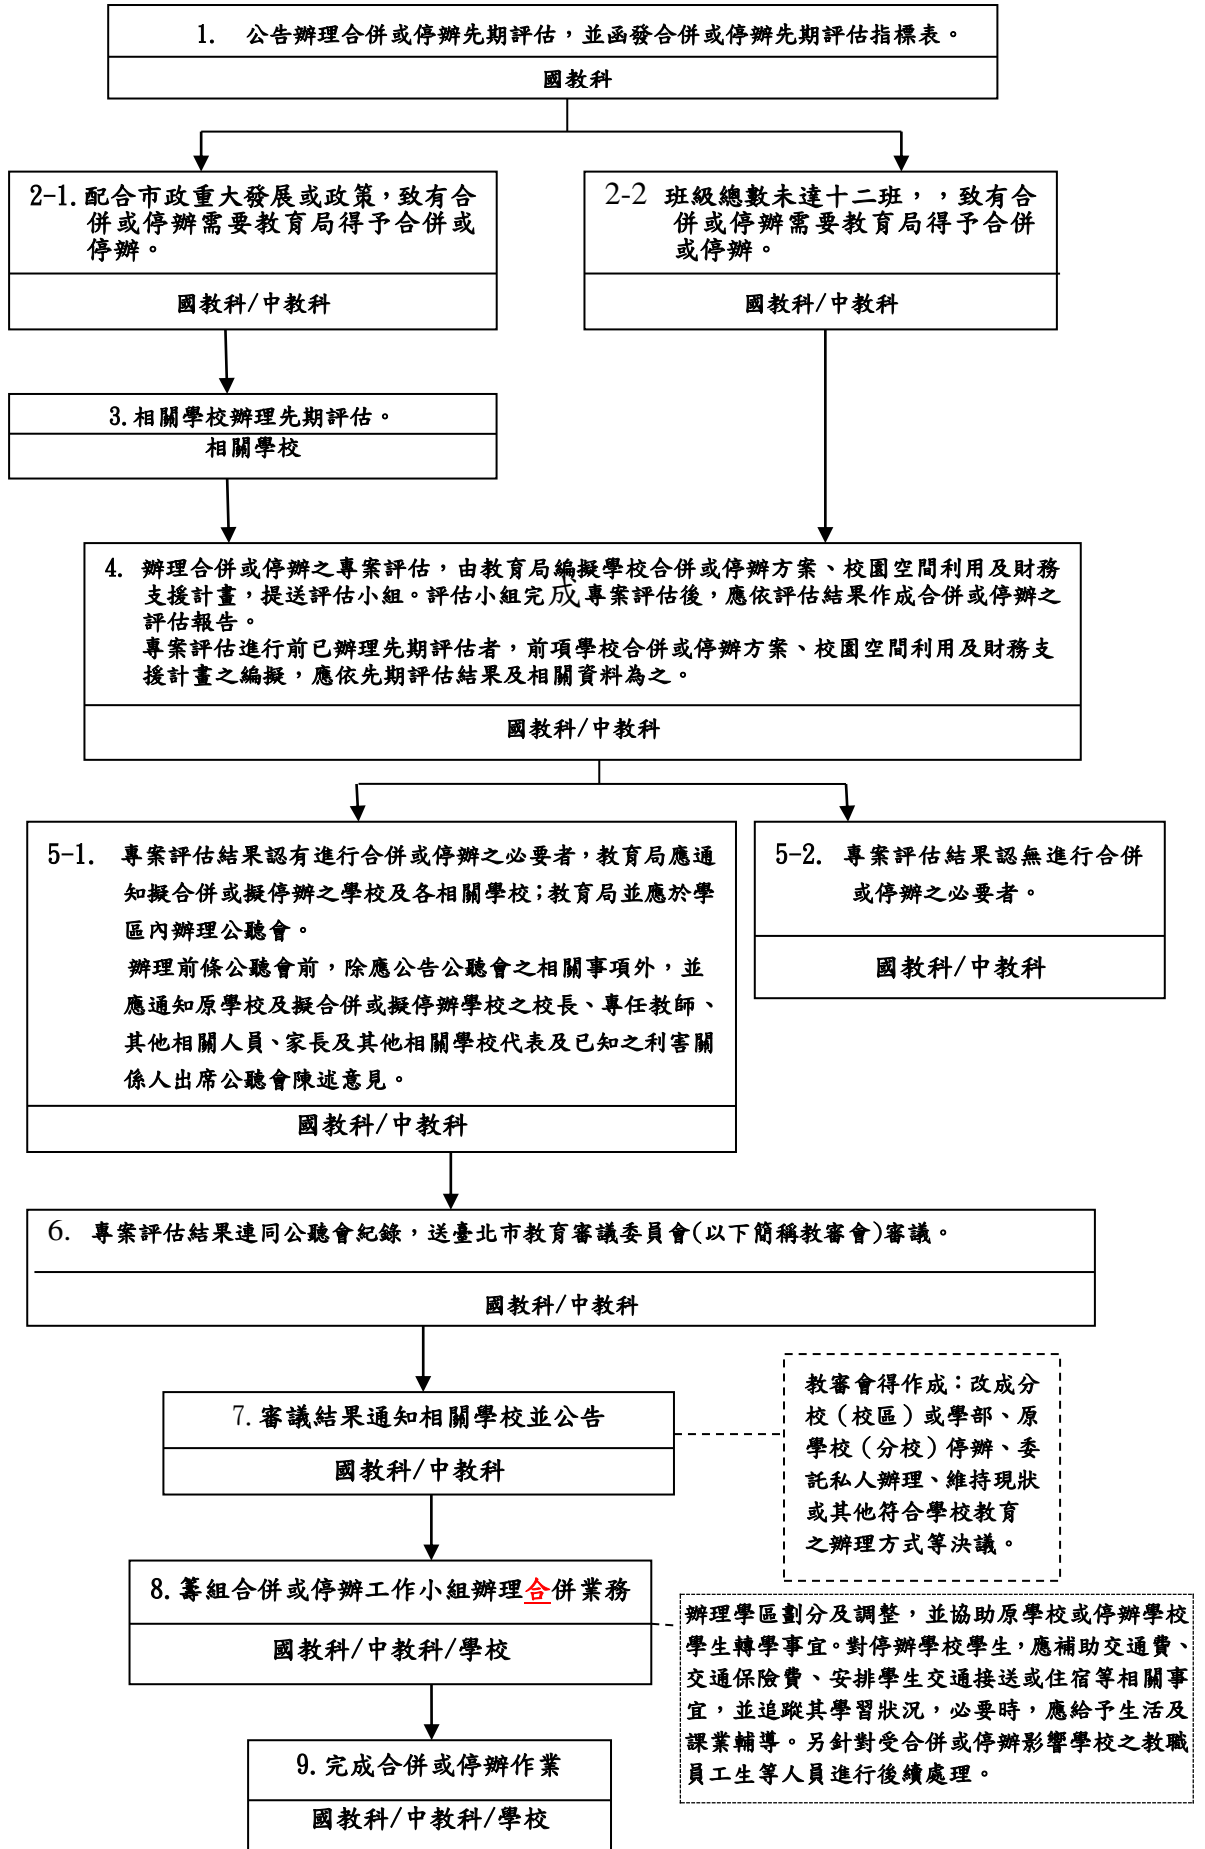 1. 公告辦理合併或停辦先期評估，並函發合併或停辦先期評估指標表。
國教科
2-1.配合市政重大發展或政策，致有合
併或停辦需要教育局得予合併或
停辦。
國教科/中教科
2-2 班級總數未達十二班，，致有合
併或停辦需要教育局得予合併
或停辦。
國教科/中教科
3.相關學校辦理先期評估。
相關學校
4. 辦理合併或停辦之專案評估，由教育局編擬學校合併或停辦方案、校園空間利用及財務
支援計畫，提送評估小組。評估小組完成專案評估後，應依評估結果作成合併或停辦之
評估報告。
專案評估進行前已辦理先期評估者，前項學校合併或停辦方案、校園空間利用及財務支
援計畫之編擬，應依先期評估結果及相關資料為之。
國教科/中教科
5-1. 專案評估結果認有進行合併或停辦之必要者，教育局應通
知擬合併或擬停辦之學校及各相關學校；教育局並應於學
區內辦理公聽會。
辦理前條公聽會前，除應公告公聽會之相關事項外，並
應通知原學校及擬合併或擬停辦學校之校長、專任教師、
其他相關人員、家長及其他相關學校代表及已知之利害關
係人出席公聽會陳述意見。
國教科/中教科
5-2. 專案評估結果認無進行合併
或停辦之必要者。
國教科/中教科
6. 專案評估結果連同公聽會紀錄，送臺北市教育審議委員會(以下簡稱教審會)審議。
國教科/中教科
7.審議結果通知相關學校並公告
國教科/中教科
教審會得作成：改成分
校（校區）或學部、原
學校（分校）停辦、委
託私人辦理、維持現狀
或其他符合學校教育
之辦理方式等決議。
8.籌組合併或停辦工作小組辦理合併業務
國教科/中教科/學校
辦理學區劃分及調整，並協助原學校或停辦學校
學生轉學事宜。對停辦學校學生，應補助交通費、
交通保險費、安排學生交通接送或住宿等相關事
宜，並追蹤其學習狀況，必要時，應給予生活及
課業輔導。另針對受合併或停辦影響學校之教職
員工生等人員進行後續處理。
9.完成合併或停辦作業
國教科/中教科/學校